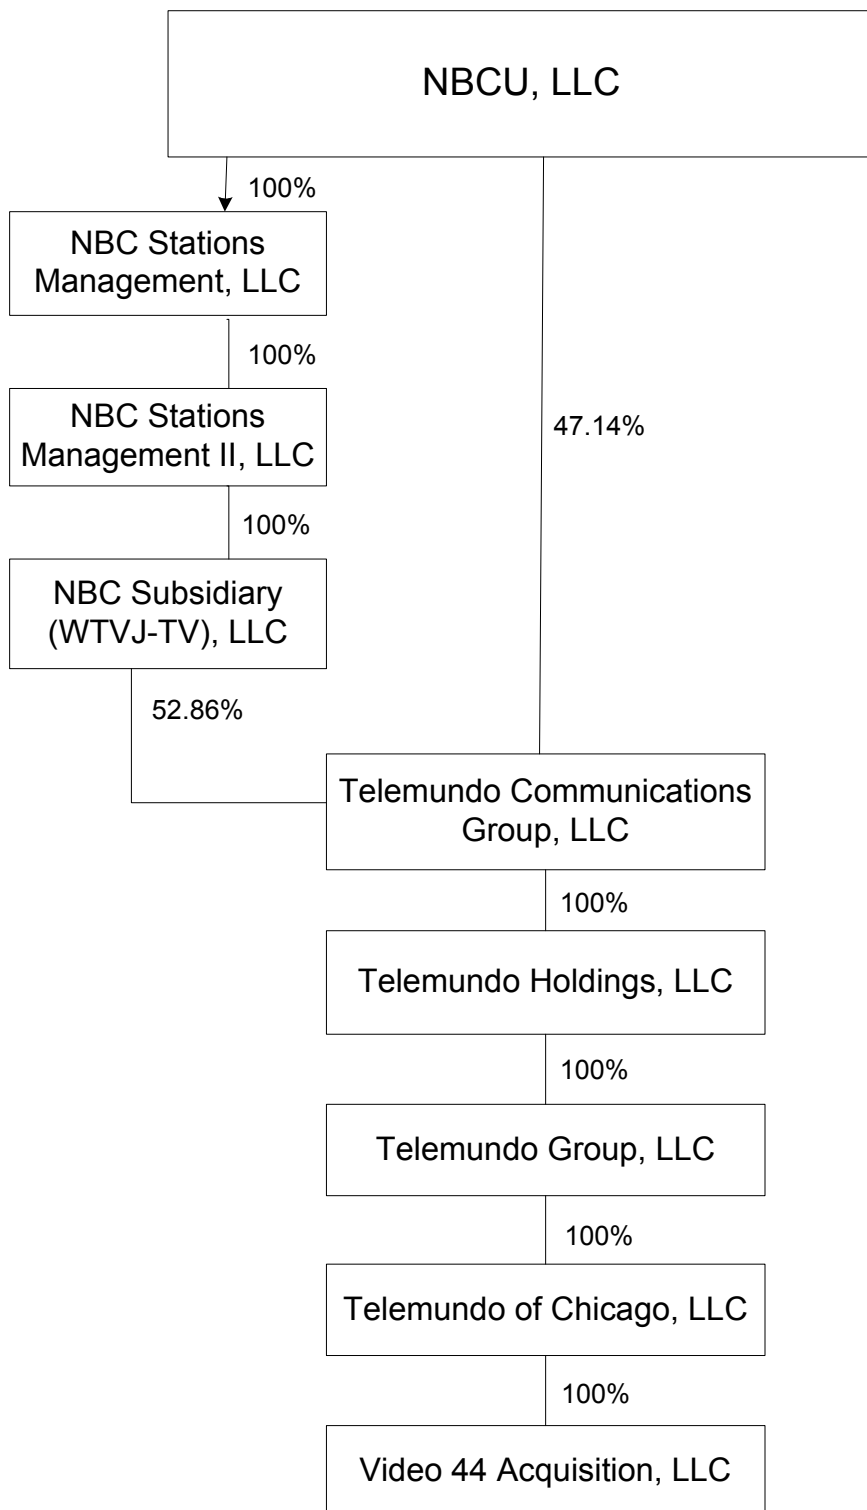 NBCU, LLC
100%
NBC Stations
Management, LLC
100%
NBC Stations
Management II, LLC
47.14%
100%
NBC Subsidiary
(WTVJ-TV), LLC
52.86%
Telemundo Communications
Group, LLC
100%
Telemundo Holdings, LLC
100%
Telemundo Group, LLC
100%
Telemundo of Chicago, LLC
100%
Video 44 Acquisition, LLC